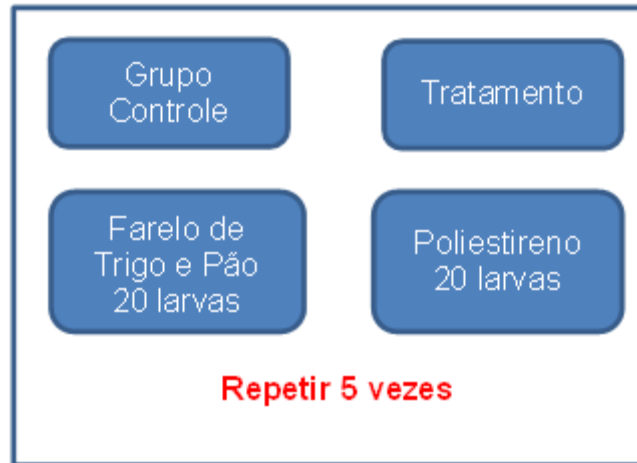 Grupo
Controle
Tratamento
Farelo de
Trigo e Pão
20 larvas
Poliestireno
20 larvas
Repetir 5 vezes